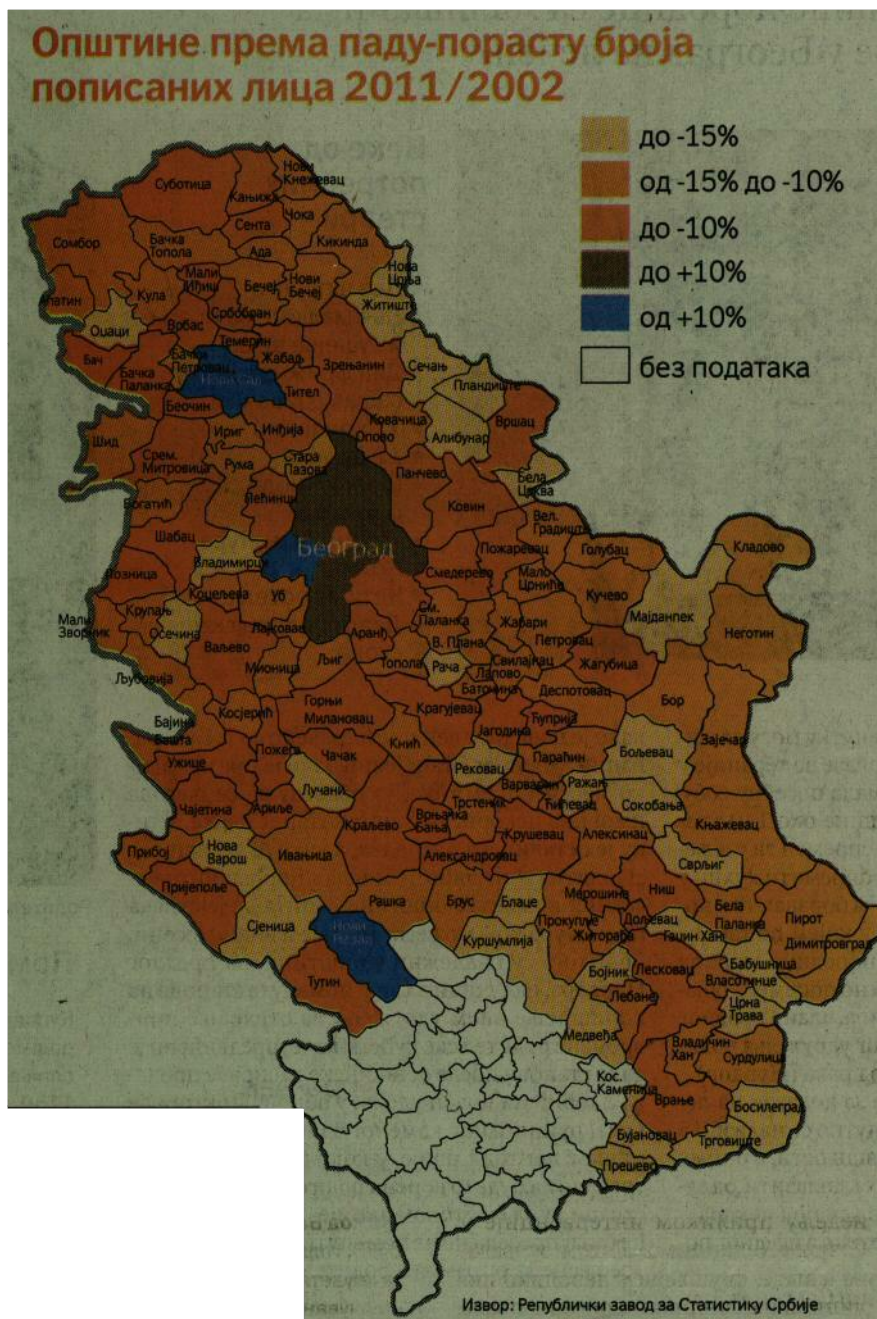 Општине према паду-порасту броја
пописаних лица 2011/2002
до -15%
од -15% до -10%
до -10%
до +10%
од +10%
без података
Суботица
Кањижа
Нови
Кнежевац
Чока
Сента
Сомбор
Бачка
Топола
Ада
Кикинда
Мали
Иђиш
Нова
Црња
Апатин
Кула
Бечеј
Нови
Бечеј
Житиште
Оџаци
Врбас
Србобран
Темерин
Бач
Бачка
Паланка
Бачки
Петровац
Нови Сад
Жабаљ
Зрењанин
Сечањ
Пландиште
Беочин
Тител
Шид
Срем.
Митровица
Ириг
Инђија
Ковачица
Опово
Алибунар
Вршац
Рума
Стара
Пазова
Панчево
Бела
Црква
Богатић
Пећинци
Ковин
Шабац
Вел.
Градиште
Београд
Владимирци
Пожаревац
Голубац
Кладово
Лозница
Коцељева
Уб
Смедерево
Мало
Црниће
Кучево
Мали
Зворник
Крупањ
Осечина
Лајковац
См.
Паланка
Жабари
Мајданпек
Неготин
Ваљево
Аранђ
В. Плана
Петровац
Љубовија
Мионица
Љиг
Топола
Рача
Свилајнац
Лапово
Жагубица
Баточина
Деспотовац
Бор
Бајина
Башта
Косјерић
Горњи
Милановац
Крагујевац
Јагодина
Ћуприја
Зајечар
Ужице
Пожега
Чачак
Кнић
Параћин
Бољевац
Рековац
Лучани
Варварин
Ражањ
Чајетина
Ариље
Краљево
Врњачка
Бања
Трстеник
Ћићевац
Сокобања
Књажевац
Прибој
Нова
Варош
Ивањица
Александровац
Крушевац
Алексинац
Сврљиг
Пријепоље
Рашка
Брус
Блаце
Мерошине
Ниш
Бела
Паланка
Пирот
Сјеница
Нови
Пазар
Прокупље
Дољевац
Житорађа
Гаџин Хан
Димитровград
Куршумлија
Бабушница
Тутин
Бојник
Лесковац
Власотинце
Лебане
Црна
Трава
Медвеђа
Владичин
Хан
Сурдулица
Кос.
Каменица
Врање
Босилеград
Бујановац
Трговиште
Прешево
Извор: Републички завод за Статистику Србије